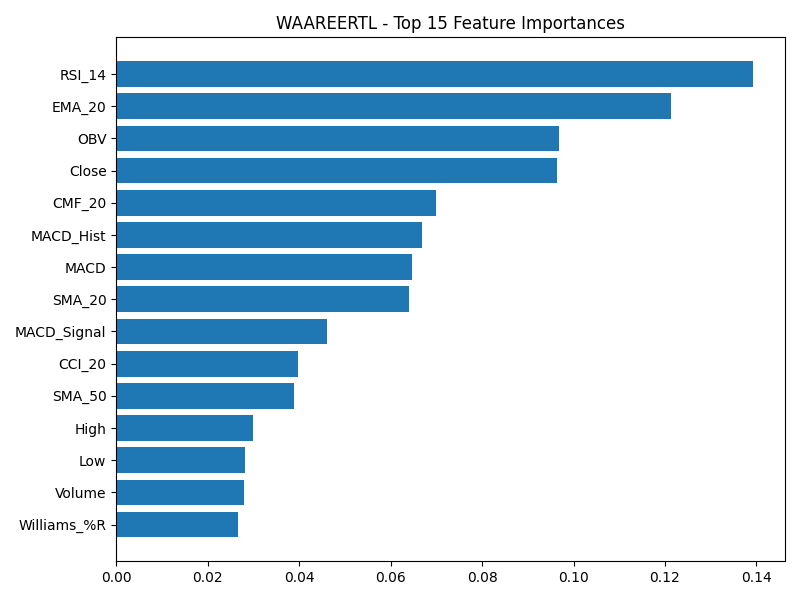 WAAREERTL - Top 15 Feature Importances
RSI_14
EMA_20
OBV
Close
CMF_20
MACD_Hist
MACD
SMA_20
MACD_Signal
CCI_20
SMA_50
High
Low
Volume
Williams_%R
0.00 0.02 0.04 0.06 0.08 0.10 0.12 0.14